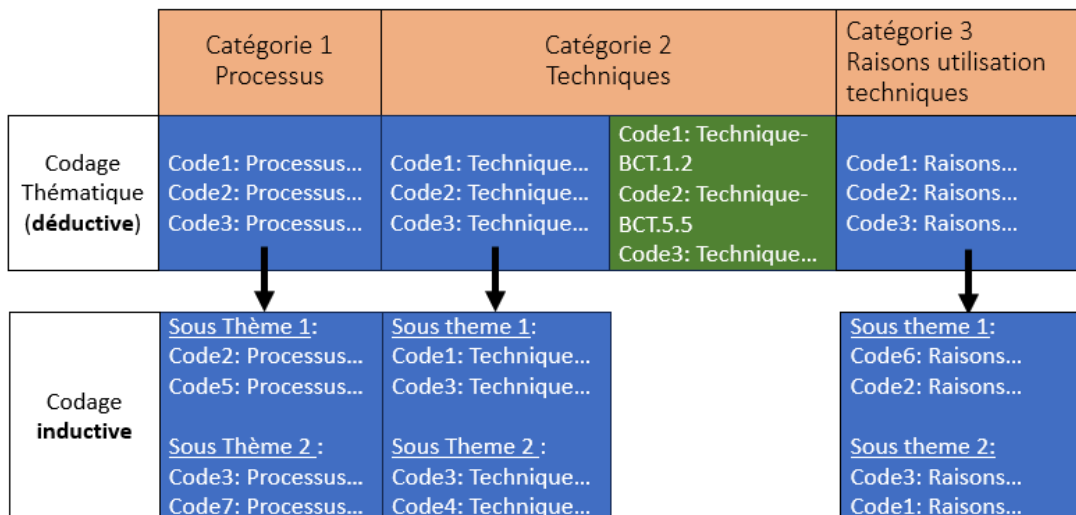 Catégorie 1
Processus
Catégorie 2
Techniques
Catégorie 3
Raisons utilisation
techniques
Codage
Thématique
(déductive)
Code1: Processus...
Code2: Processus...
Code3: Processus...
Code1: Technique...
Code2: Technique...
Code3: Technique...
Code1: Technique-
BCT.1.2
Code2: Technique-
BCT.5.5
Code3: Technique...
Code1: Raisons...
Code2: Raisons...
Code3: Raisons...
Codage
inductive
Sous Thème 1:
Code2: Processus...
Code5: Processus...
Sous Thème 2 :
Code3: Processus...
Code7: Processus...
Sous theme 1:
Code1: Technique...
Code3: Technique...
Sous Theme 2 :
Code3: Technique...
Code4: Technique...
Sous theme 1:
Code6: Raisons...
Code2: Raisons...
Sous theme 2:
Code3: Raisons...
Code1: Raisons...